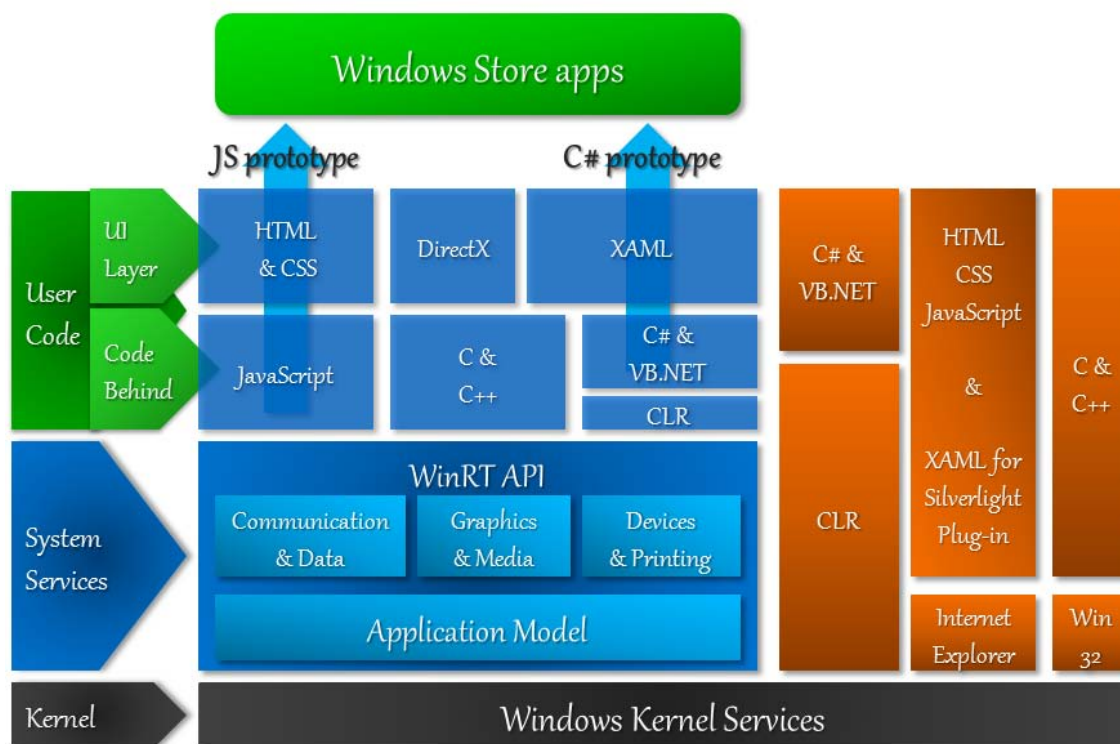 Windows Store apps
JS prototype
C# prototype
User
Code
UI
Layer
Code
Behind
HTML
& CSS
DirectX
XAML
JavaScript
C &
C++
C# &
VB.NET
CLR
C# &
VB.NET
CLR
HTML
CSS
JavaScript
&
XAML for
Silverlight
Plug-in
Internet
Explorer
C &
C++
Win
32
System
Services
WinRT API
Communication
& Data
Graphics
& Media
Devices
& Printing
Application Model
Kernel
Windows Kernel Services